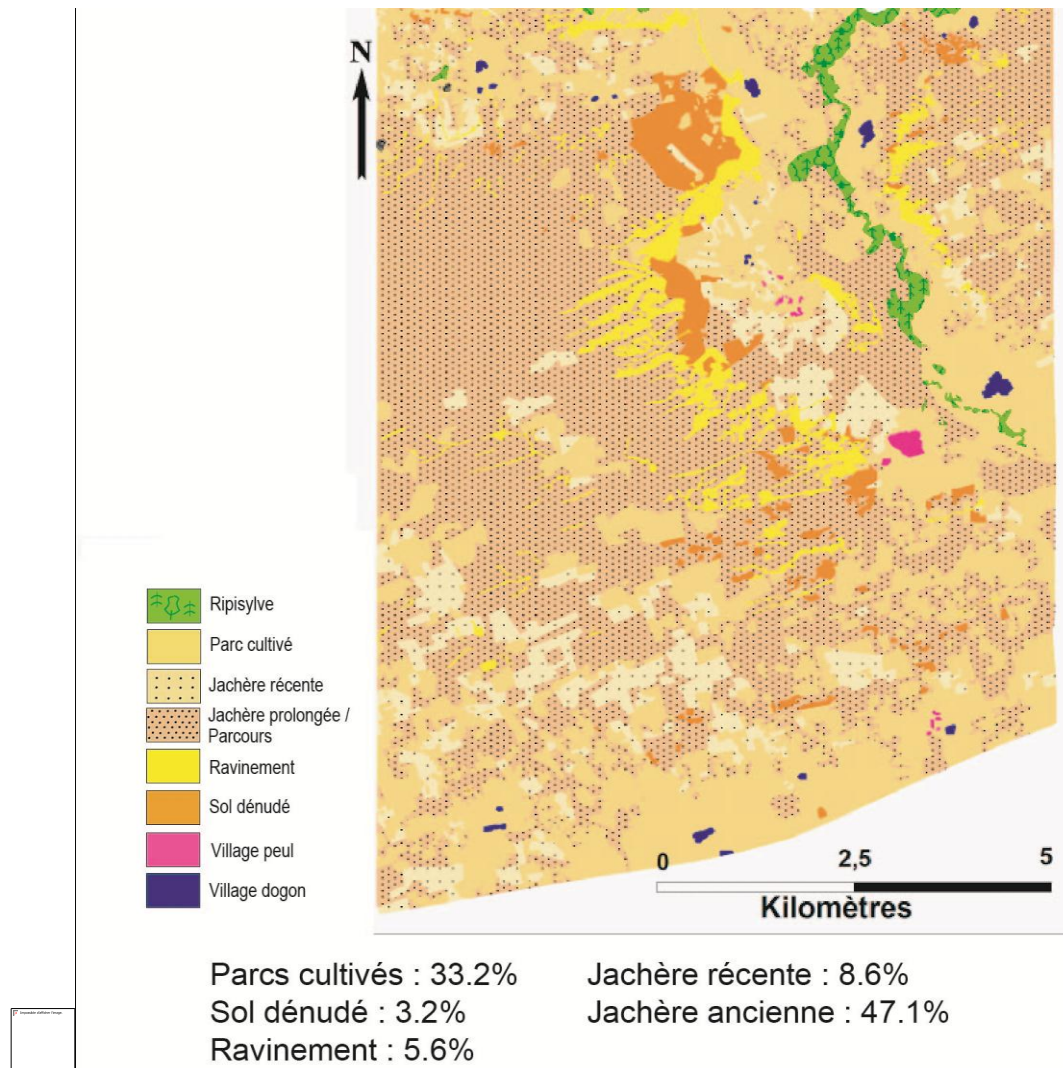 N
Ripisylve
Parc cultivé
Jachère récente
Jachère prolongée /
Parcours
Ravinement
Sol dénudé
Village peul
Village dogon
0 2,5 5
Kilomètres
Parcs cultivés : 33.2%
Jachère récente : 8.6%
Sol dénudé : 3.2%
Jachère ancienne : 47.1%
Ravinement : 5.6%